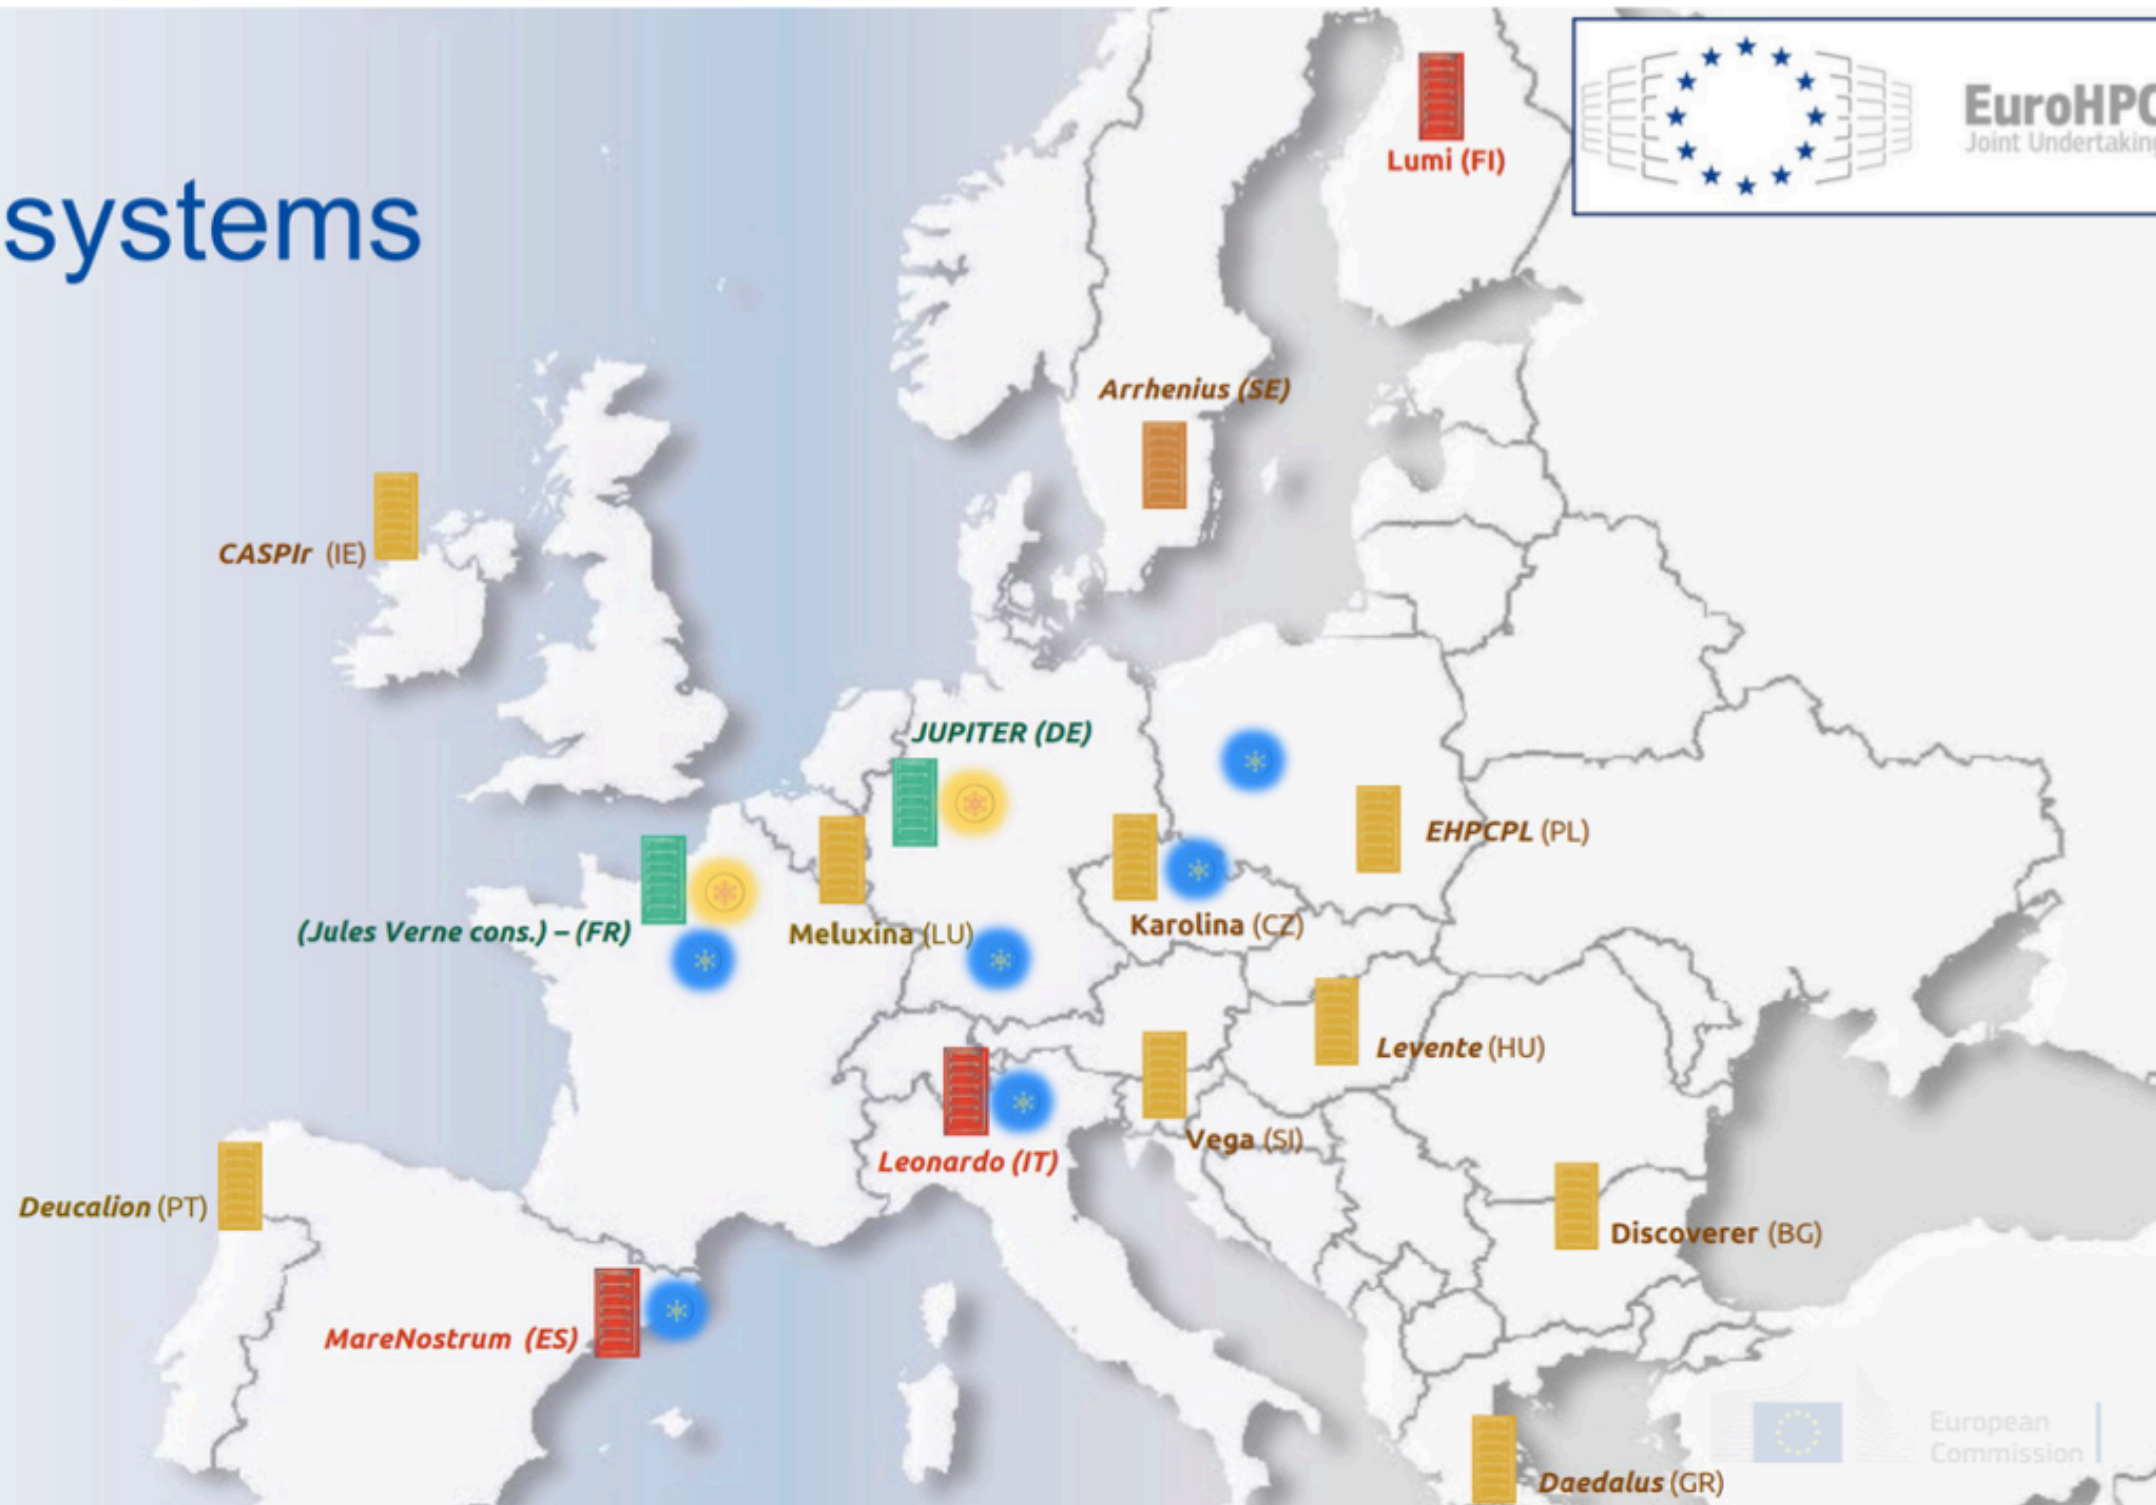 systems
EuroHPC
Joint Undertaking
Lumi (FI)
Arrhenius (SE)
CASPIr (IE)
JUPITER (DE)
EHPCPL (PL)
(Jules Verne cons.) – (FR)
Meluxina (LU)
Karolina (CZ)
Levente (HU)
Vega (SI)
Leonardo (IT)
Deucalion (PT)
Discoverer (BG)
MareNostrum (ES)
European
Commission
Daedalus (GR)